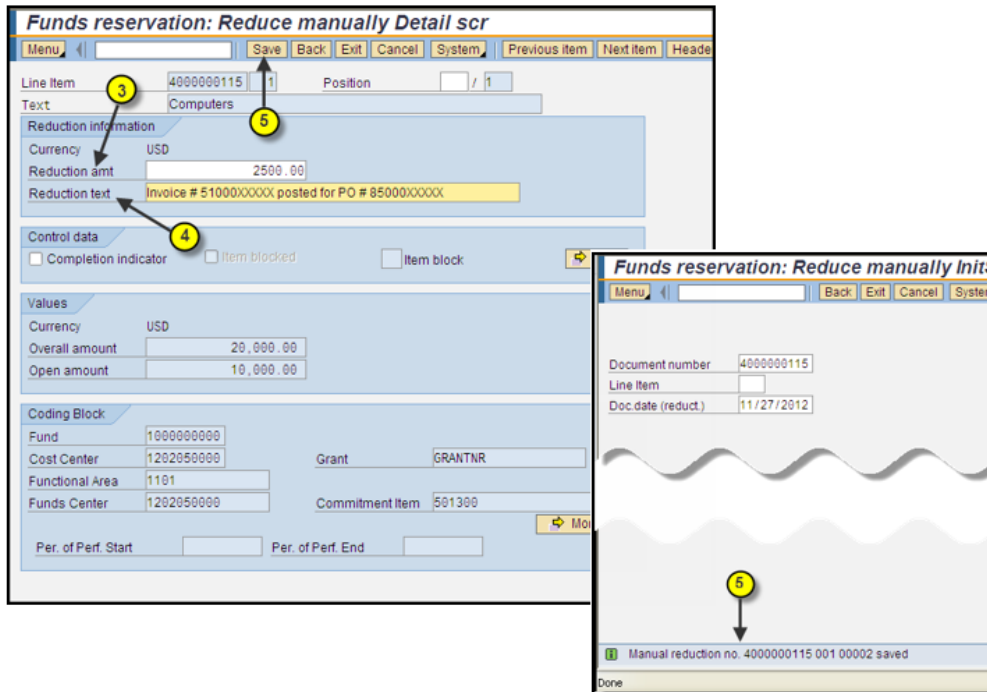 Funds reservation: Reduce manually Detail scr
Menu Save Back Exit Cancel System Previous item Next item Heade
Line Item 4000000115 1 Position / 1
3
Text Computers
5
Reduction information
Currency USD
Reduction amt 2500.00
Reduction text Invoice # 51000XXXXX posted for PO # 85000XXXXX
4
Control data
Completion indicator Item blocked Item block
Values
Currency USD
Overall amount 20,000.00
Open amount 10,000.00
Coding Block
Fund 1000000000
Cost Center 1202050000 Grant GRANTNR
Functional Area 1101
Funds Center 1202050000 Commitment Item 501300
Mo
Per. of Perf. Start Per. of Perf. End
Funds reservation: Reduce manually InitS
Menu Back Exit Cancel Syste
Document number 4000000115
Line Item
Doc.date (reduct.) 11/27/2012
5
Manual reduction no. 4000000115 001 00002 saved
Done